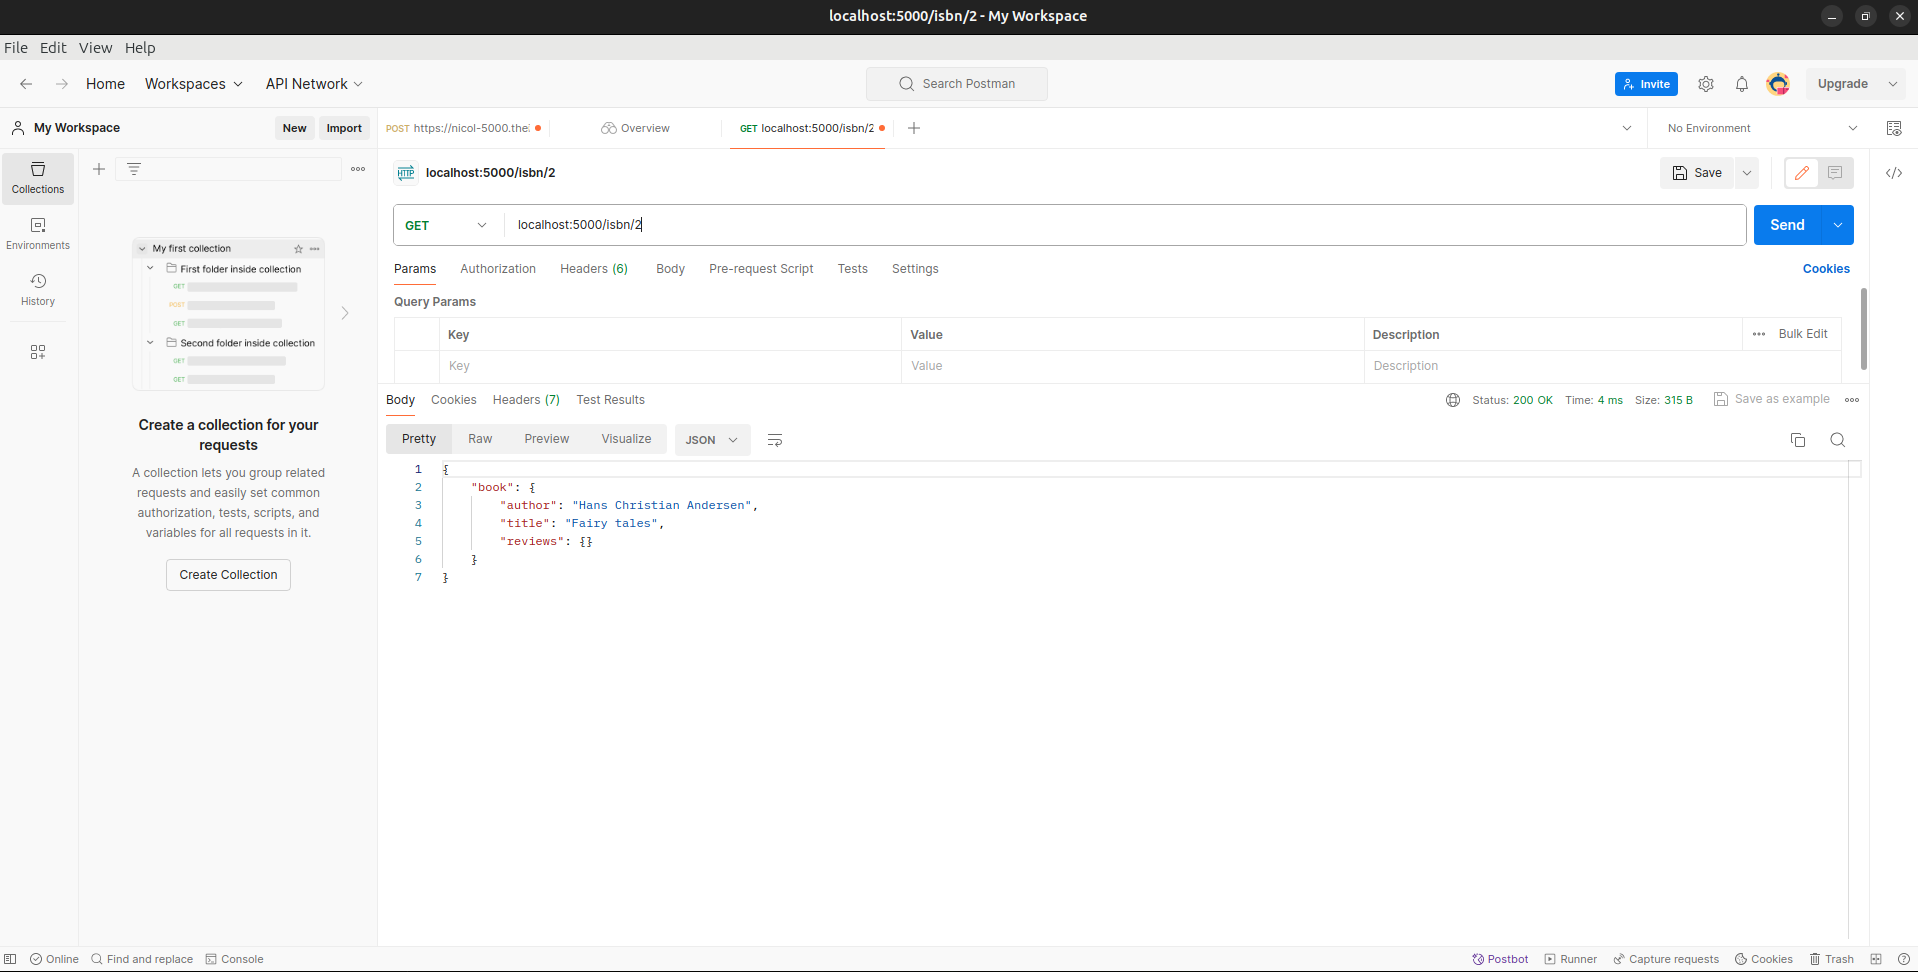 localhost:5000/isbn/2 - My Workspace
File Edit View Help
Home Workspaces API Network Search Postman Invite Upgrade
My Workspace New Import POST https://nicol-5000.thei Overview GET localhost:5000/isbn/2 No Environment
Collections
Environments
History
My first collection
First folder inside collection
GET
POST
GET
Second folder inside collection
GET
GET
Create a collection for your
requests
A collection lets you group related
requests and easily set common
authorization, tests, scripts, and
variables for all requests in it.
Create Collection
HTTP localhost:5000/isbn/2 Save
GET localhost:5000/isbn/2 Send
Params Authorization Headers (6) Body Pre-request Script Tests Settings Cookies
Query Params
Key Value Description Bulk Edit
Key Value Description
Body Cookies Headers (7) Test Results Status: 200 OK Time: 4 ms Size: 315 B Save as example
Pretty Raw Preview Visualize JSON
1 {
2 "book": {
3 "author": "Hans Christian Andersen",
4 "title": "Fairy tales",
5 "reviews": {}
6 }
7 }
Online Find and replace Console Postbot Runner Capture requests Cookies Trash